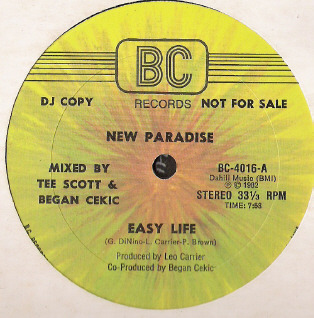 BC
DJ COPY RECORDS NOT FOR SALE
NEW PARADISE
MIXED BY
TEE SCOTT &
BEGAN CEKIC
BC-4016-A
Dahili Music (BMI)
℗ © 1982
STEREO 33⅓ RPM
TIME: 7:53
EASY LIFE
(G. DiNino-L. Carrier-P. Brown)
Produced by Leo Carrier
Co-Produced by Began Cekic